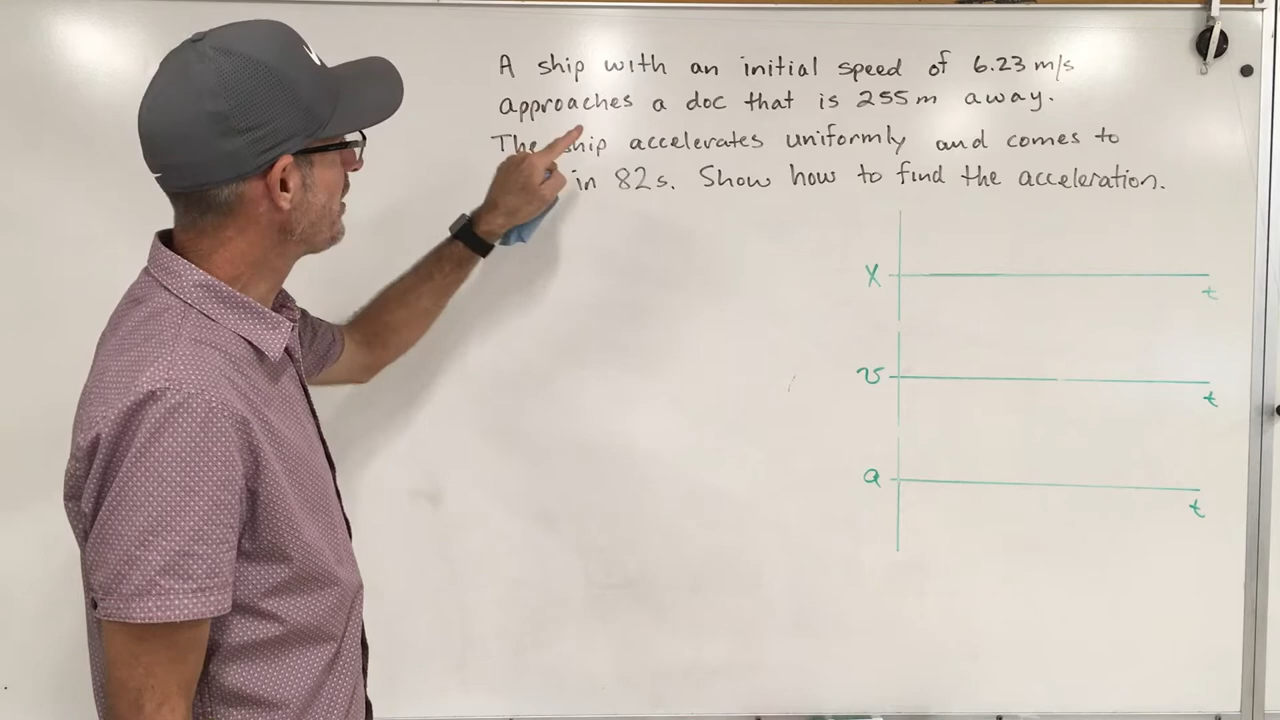 A ship with an initial speed of 6.23 m/s
approaches a doc that is 255 m away.
The ship accelerates uniformly and comes to
in 82 s. Show how to find the acceleration.
x
t
v
t
a
t